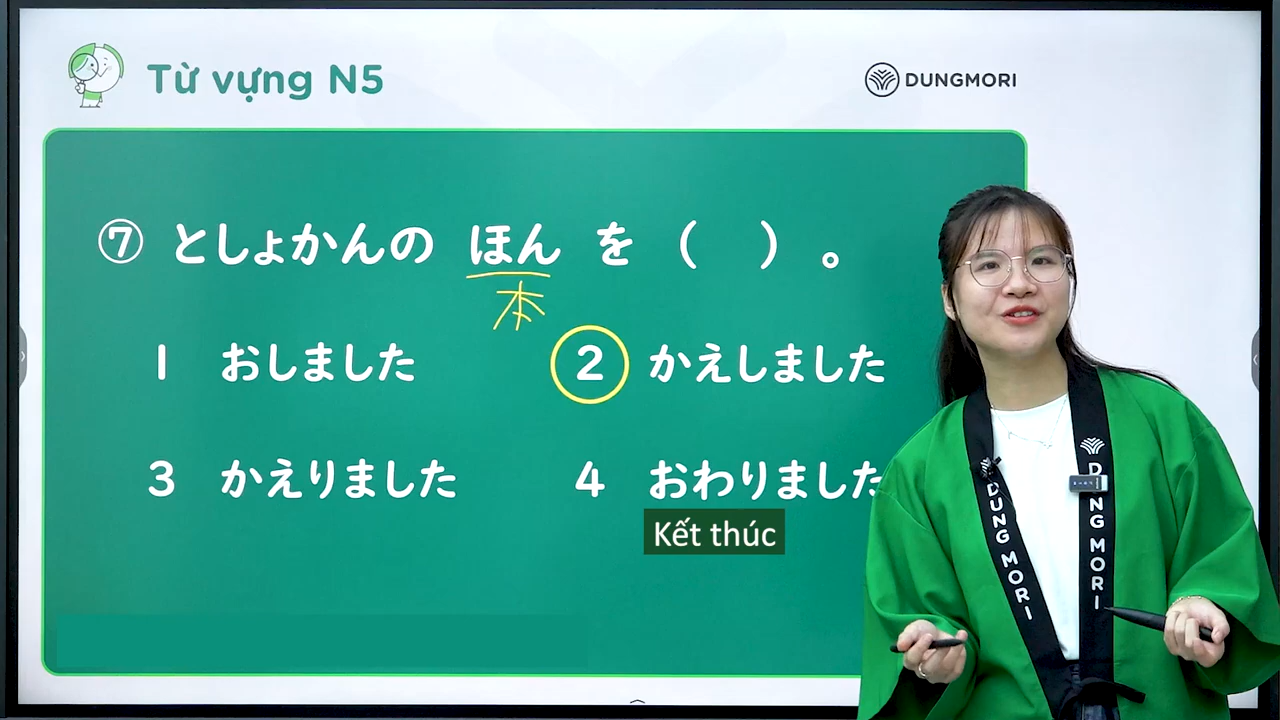 Từ vựng N5
DUNGMORI
⑦ としょかんの ほん を ( ) 。
本
1 おしました
2 かえしました
3 かえりました
4 おわりました
Kết thúc
DUNG MORI
DUNG MORI